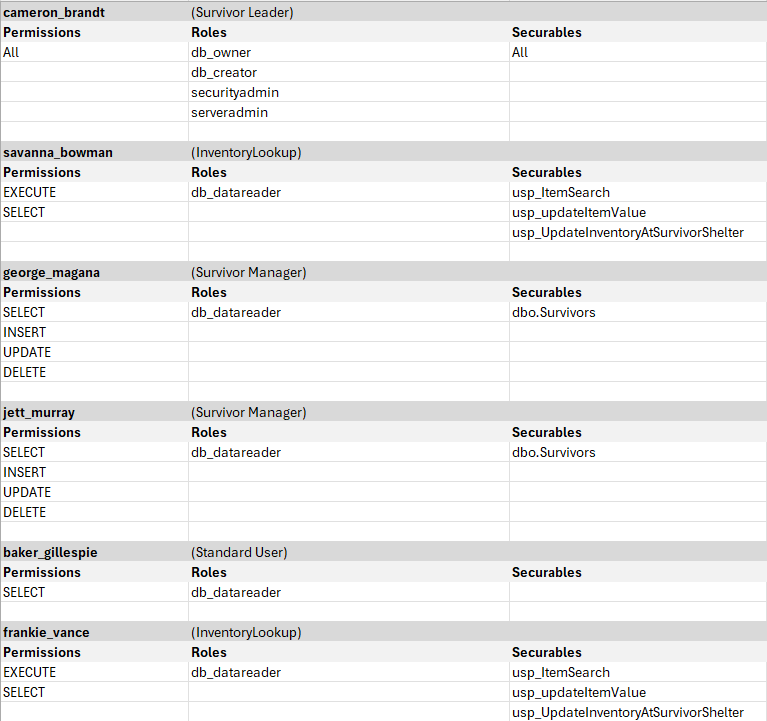 cameron_brandt (Survivor Leader)
Permissions Roles Securables
All db_owner All
db_creator
securityadmin
serveradmin
savanna_bowman (InventoryLookup)
Permissions Roles Securables
EXECUTE db_datareader usp_ItemSearch
SELECT usp_updateItemValue
usp_UpdateInventoryAtSurvivorShelter
george_magana (Survivor Manager)
Permissions Roles Securables
SELECT db_datareader dbo.Survivors
INSERT
UPDATE
DELETE
jett_murray (Survivor Manager)
Permissions Roles Securables
SELECT db_datareader dbo.Survivors
INSERT
UPDATE
DELETE
baker_gillespie (Standard User)
Permissions Roles Securables
SELECT db_datareader
frankie_vance (InventoryLookup)
Permissions Roles Securables
EXECUTE db_datareader usp_ItemSearch
SELECT usp_updateItemValue
usp_UpdateInventoryAtSurvivorShelter